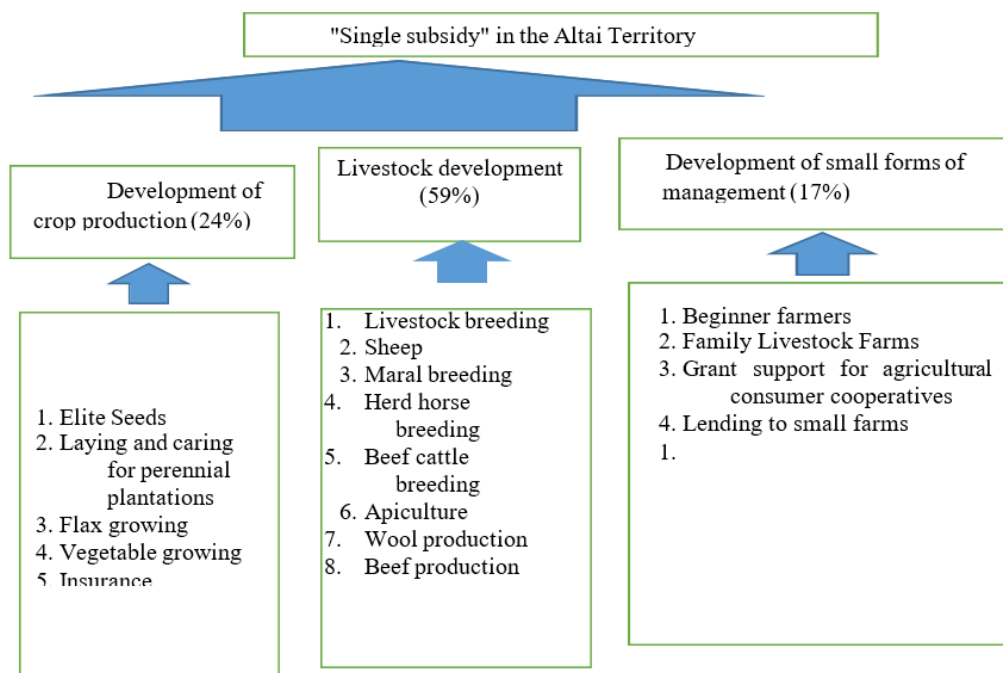 "Single subsidy" in the Altai Territory
Development of
crop production (24%)
Livestock development
(59%)
Development of small forms of
management (17%)
1. Elite Seeds
2. Laying and caring
for perennial
plantations
3. Flax growing
4. Vegetable growing
5. Insurance
1. Livestock breeding
2. Sheep
3. Maral breeding
4. Herd horse
breeding
5. Beef cattle
breeding
6. Apiculture
7. Wool production
8. Beef production
1. Beginner farmers
2. Family Livestock Farms
3. Grant support for agricultural
consumer cooperatives
4. Lending to small farms
1.